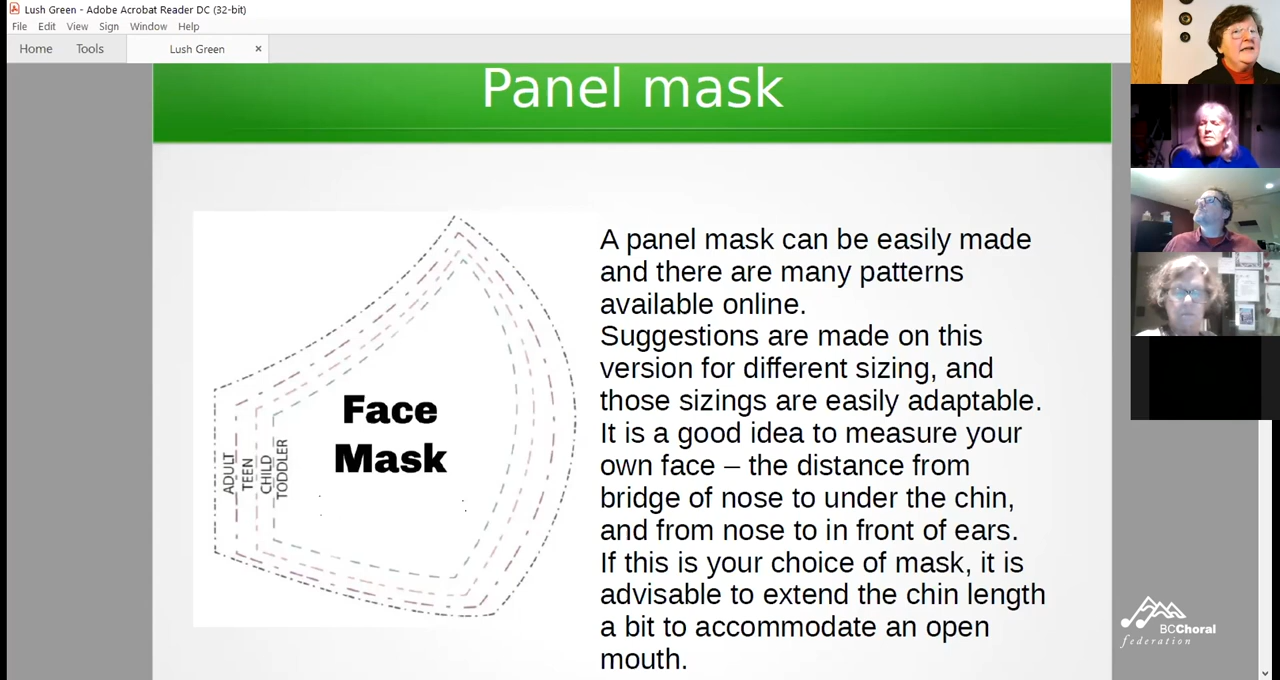 Lush Green - Adobe Acrobat Reader DC (32-bit)
File Edit View Sign Window Help
Home Tools Lush Green ×
Panel mask
A panel mask can be easily made
and there are many patterns
available online.
Suggestions are made on this
version for different sizing, and
those sizings are easily adaptable.
It is a good idea to measure your
own face – the distance from
bridge of nose to under the chin,
and from nose to in front of ears.
If this is your choice of mask, it is
advisable to extend the chin length
a bit to accommodate an open
mouth.
Face
Mask
ADULT
TEEN
CHILD
TODDLER
BCChoral
federation